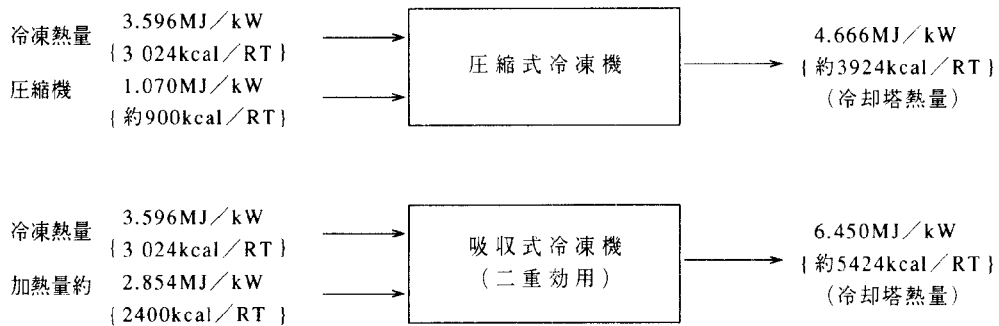 冷凍熱量 3.596MJ/kW
{3 024kcal/RT}
圧縮機 1.070MJ/kW
{約900kcal/RT}
圧縮式冷凍機
4.666MJ/kW
{約3924kcal/RT}
(冷却塔熱量)
冷凍熱量 3.596MJ/kW
{3 024kcal/RT}
加熱量約 2.854MJ/kW
{2400kcal/RT}
吸収式冷凍機
(二重効用)
6.450MJ/kW
{約5424kcal/RT}
(冷却塔熱量)